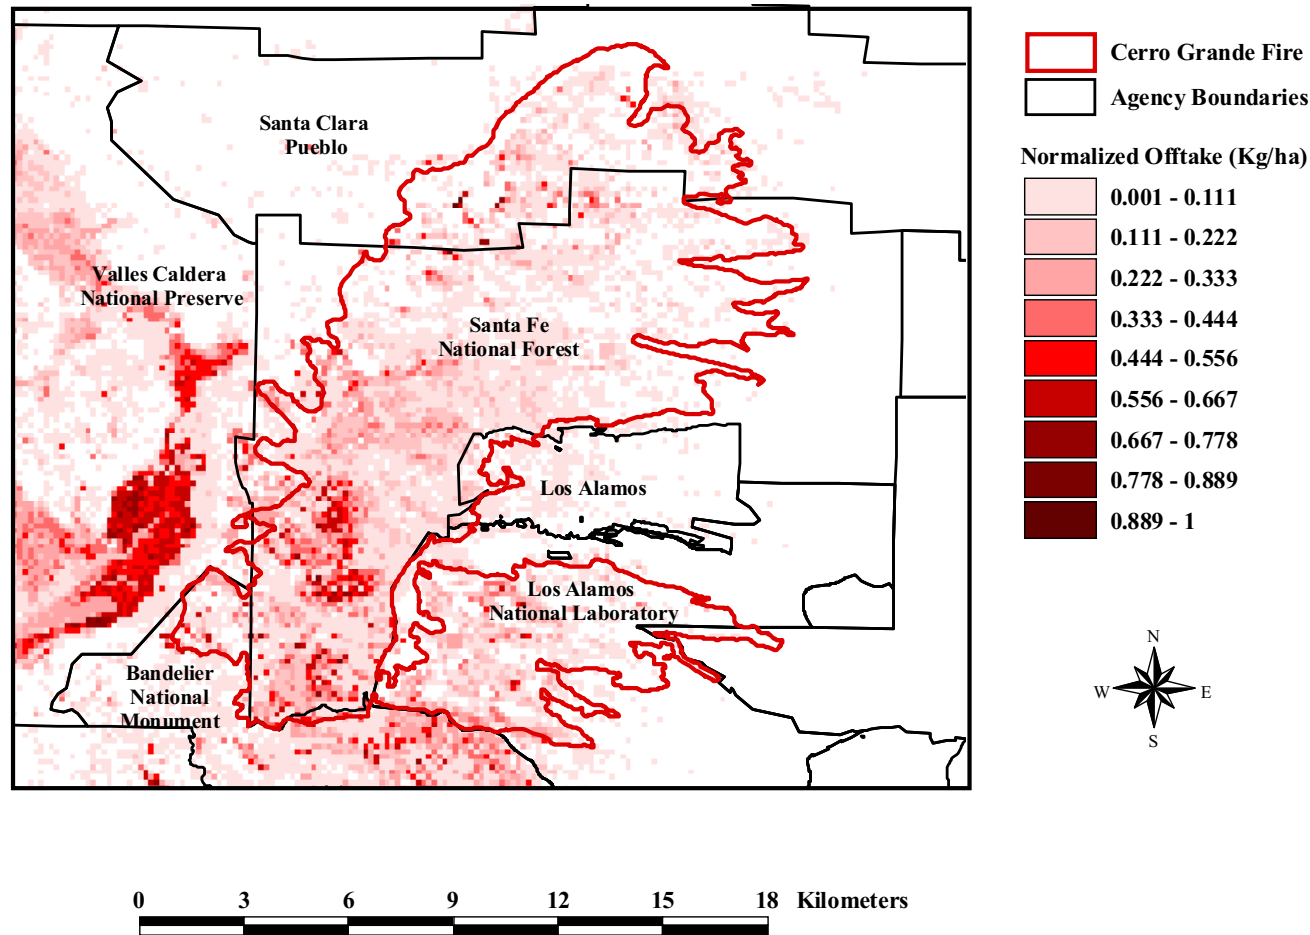 Santa Clara
Pueblo
Valles Caldera
National Preserve
Santa Fe
National Forest
Los Alamos
Los Alamos
National Laboratory
Bandelier
National
Monument
Cerro Grande Fire
Agency Boundaries
Normalized Offtake (Kg/ha)
0.001 - 0.111
0.111 - 0.222
0.222 - 0.333
0.333 - 0.444
0.444 - 0.556
0.556 - 0.667
0.667 - 0.778
0.778 - 0.889
0.889 - 1
N
W E
S
0 3 6 9 12 15 18 Kilometers